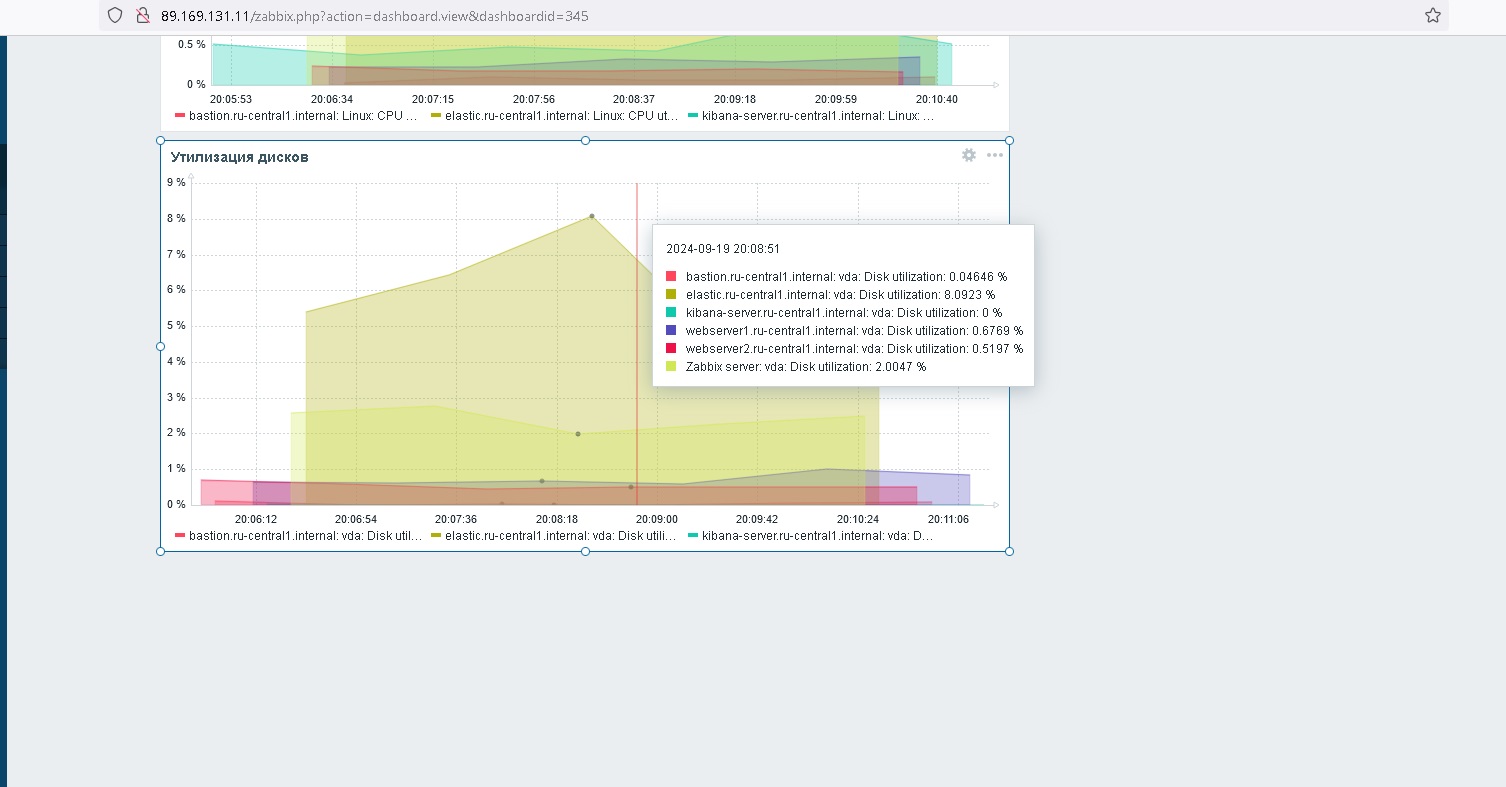 89.169.131.11/zabbix.php?action=dashboard.view&dashboardid=345
0.5 %
0 %
20:05:53 20:06:34 20:07:15 20:07:56 20:08:37 20:09:18 20:09:59 20:10:40
bastion.ru-central1.internal: Linux: CPU ... elastic.ru-central1.internal: Linux: CPU ut... kibana-server.ru-central1.internal: Linux: ...
Утилизация дисков
9 %
8 %
7 %
6 %
5 %
4 %
3 %
2 %
1 %
0 %
2024-09-19 20:08:51
bastion.ru-central1.internal: vda: Disk utilization: 0.04646 %
elastic.ru-central1.internal: vda: Disk utilization: 8.0923 %
kibana-server.ru-central1.internal: vda: Disk utilization: 0 %
webserver1.ru-central1.internal: vda: Disk utilization: 0.6769 %
webserver2.ru-central1.internal: vda: Disk utilization: 0.5197 %
Zabbix server: vda: Disk utilization: 2.0047 %
20:06:12 20:06:54 20:07:36 20:08:18 20:09:00 20:09:42 20:10:24 20:11:06
bastion.ru-central1.internal: vda: Disk util... elastic.ru-central1.internal: vda: Disk utili... kibana-server.ru-central1.internal: vda: D...